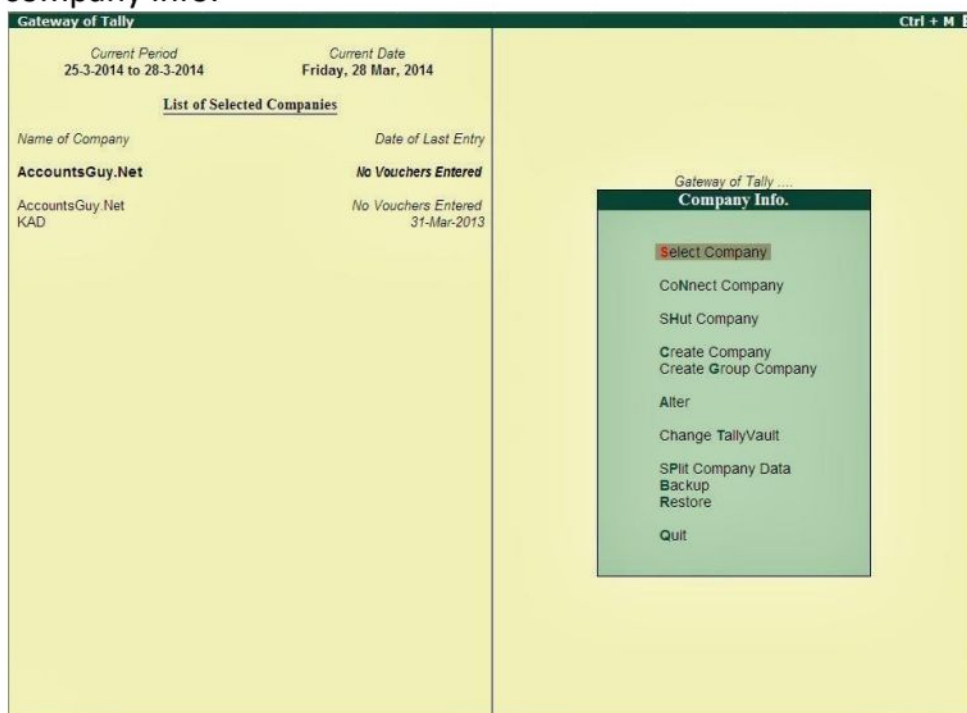 company info.
Gateway of Tally Ctrl + M
Current Period Current Date
25-3-2014 to 28-3-2014 Friday, 28 Mar, 2014
List of Selected Companies
Name of Company Date of Last Entry
AccountsGuy.Net No Vouchers Entered
AccountsGuy.Net No Vouchers Entered
KAD 31-Mar-2013
Gateway of Tally ....
Company Info.
Select Company
CoNnect Company
SHut Company
Create Company
Create Group Company
Alter
Change TallyVault
SPlit Company Data
Backup
Restore
Quit